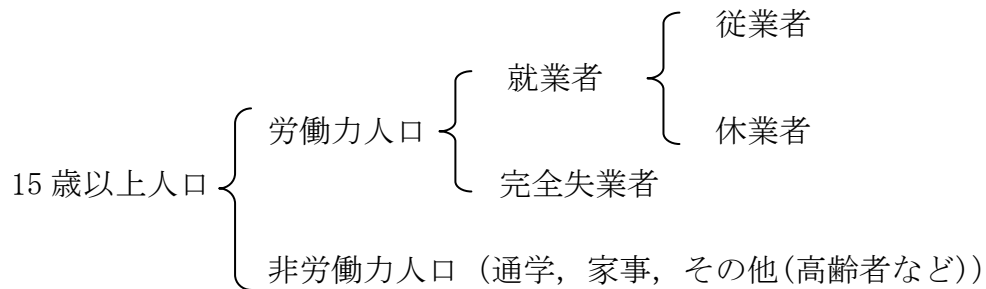 従業者
就業者
休業者
労働力人口
完全失業者
15歳以上人口
非労働力人口（通学，家事，その他(高齢者など)）